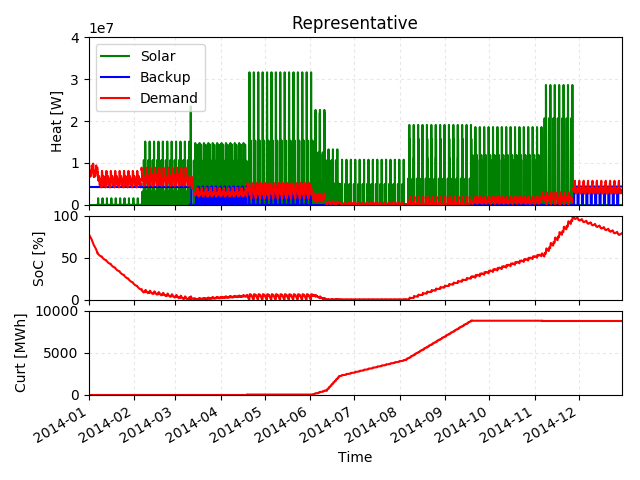 Representative
1e7
4
3
2
1
0
Heat [W]
Solar
Backup
Demand
100
50
0
SoC [%]
10000
5000
0
Curt [MWh]
2014-01
2014-02
2014-03
2014-04
2014-05
2014-06
2014-07
2014-08
2014-09
2014-10
2014-11
2014-12
Time